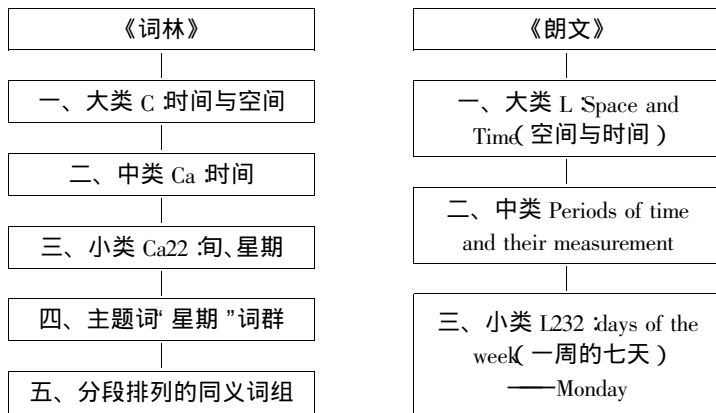 《词林》
一、大类 C :时间与空间
二、中类 Ca :时间
三、小类 Ca22 :旬、星期
四、主题词“星期”词群
五、分段排列的同义词组
《朗文》
一、大类 L :Space and
Time(空间与时间)
二、中类 Periods of time
and their measurement
三、小类 L232 :days of the
week(一周的七天)
——Monday